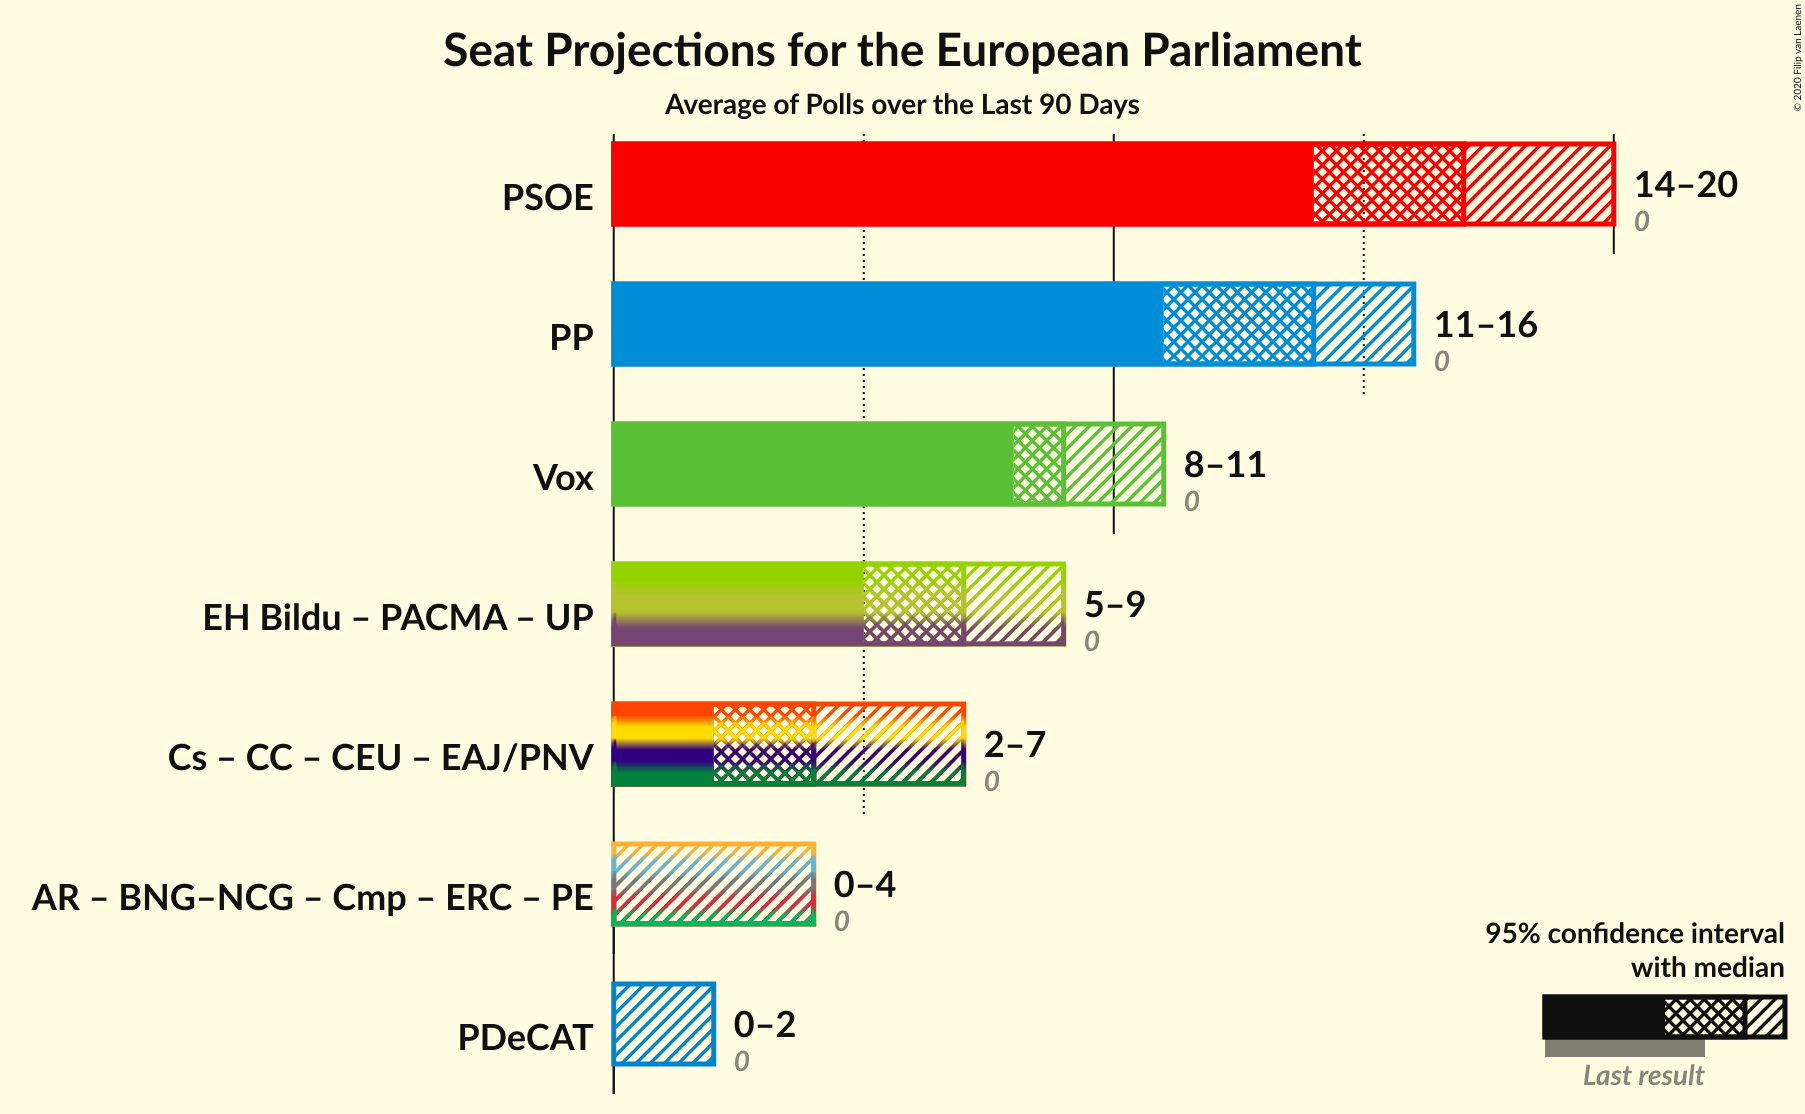 Seat Projections for the European Parliament
Average of Polls over the Last 90 Days
© 2020 Filip van Laenen
PSOE
14–20
0
PP
11–16
0
Vox
8–11
0
EH Bildu – PACMA – UP
5–9
0
Cs – CC – CEU – EAJ/PNV
2–7
0
AR – BNG–NCG – Cmp – ERC – PE
0–4
0
PDeCAT
0–2
0
95% confidence interval
with median
Last result